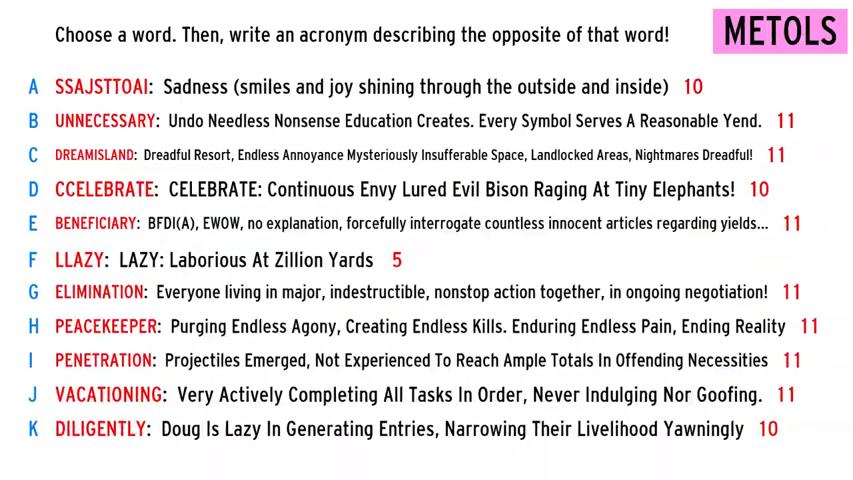 Choose a word. Then, write an acronym describing the opposite of that word!
METOLS
A SSAJSTTOAI: Sadness (smiles and joy shining through the outside and inside) 10
B UNNECESSARY: Undo Needless Nonsense Education Creates. Every Symbol Serves A Reasonable Yend. 11
C DREAMISLAND: Dreadful Resort, Endless Annoyance Mysteriously Insufferable Space, Landlocked Areas, Nightmares Dreadful! 11
D CCELEBRATE: CELEBRATE: Continuous Envy Lured Evil Bison Raging At Tiny Elephants! 10
E BENEFICIARY: BFDI(A), EWOW, no explanation, forcefully interrogate countless innocent articles regarding yields... 11
F LLAZY: LAZY: Laborious At Zillion Yards 5
G ELIMINATION: Everyone living in major, indestructible, nonstop action together, in ongoing negotiation! 11
H PEACEKEEPER: Purging Endless Agony, Creating Endless Kills. Enduring Endless Pain, Ending Reality 11
I PENETRATION: Projectiles Emerged, Not Experienced To Reach Ample Totals In Offending Necessities 11
J VACATIONING: Very Actively Completing All Tasks In Order, Never Indulging Nor Goofing. 11
K DILIGENTLY: Doug Is Lazy In Generating Entries, Narrowing Their Livelihood Yawningly 10